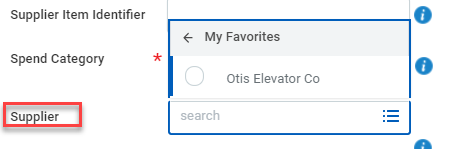 Supplier Item Identifier
My Favorites
Spend Category *
Otis Elevator Co
Supplier
search